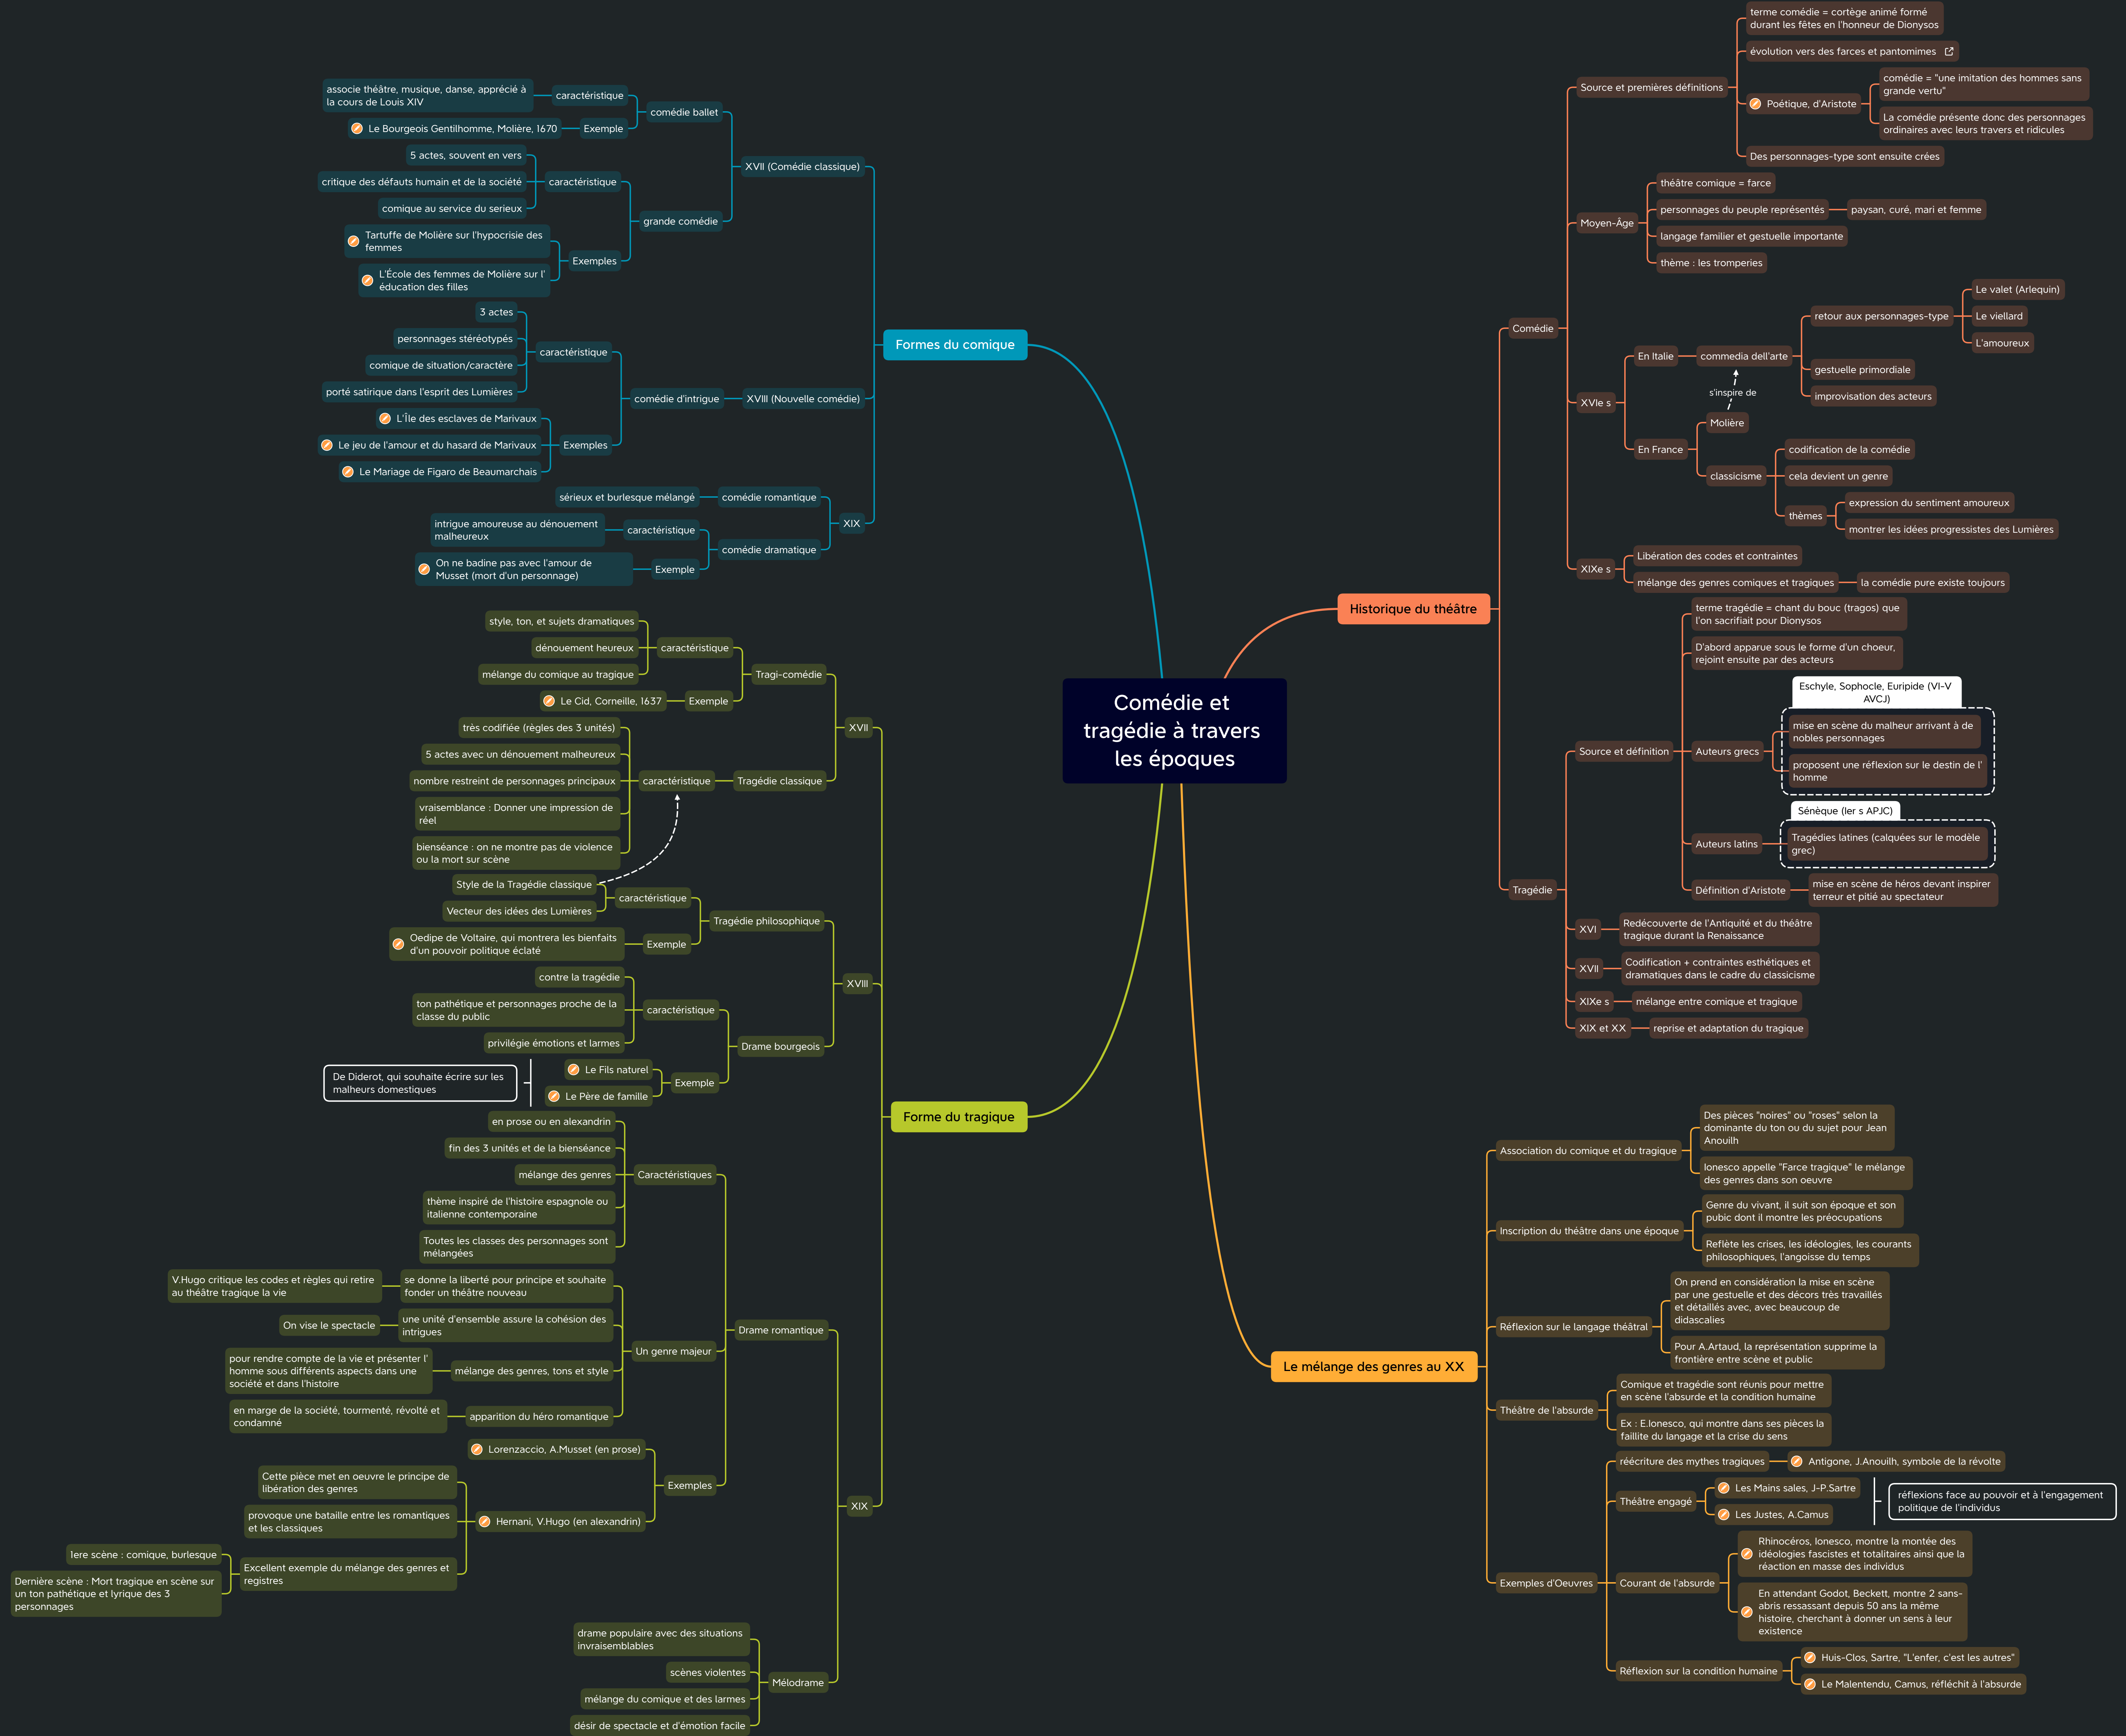 Comédie et
tragédie à travers
les époques
Formes du comique
XVII (Comédie classique)
comédie ballet
caractéristique
associe théâtre, musique, danse, apprécié à
la cours de Louis XIV
Exemple
Le Bourgeois Gentilhomme, Molière, 1670
grande comédie
caractéristique
5 actes, souvent en vers
critique des défauts humain et de la société
comique au service du serieux
Exemples
Tartuffe de Molière sur l'hypocrisie des
femmes
L'École des femmes de Molière sur l'
éducation des filles
XVIII (Nouvelle comédie)
comédie d'intrigue
caractéristique
3 actes
personnages stéréotypés
comique de situation/caractère
porté satirique dans l'esprit des Lumières
Exemples
L'Île des esclaves de Marivaux
Le jeu de l'amour et du hasard de Marivaux
Le Mariage de Figaro de Beaumarchais
XIX
comédie romantique
sérieux et burlesque mélangé
comédie dramatique
caractéristique
intrigue amoureuse au dénouement
malheureux
Exemple
On ne badine pas avec l'amour de
Musset (mort d'un personnage)
Forme du tragique
XVII
Tragi-comédie
caractéristique
style, ton, et sujets dramatiques
dénouement heureux
mélange du comique au tragique
Exemple
Le Cid, Corneille, 1637
Tragédie classique
caractéristique
très codifiée (règles des 3 unités)
5 actes avec un dénouement malheureux
nombre restreint de personnages principaux
vraisemblance : Donner une impression de
réel
bienséance : on ne montre pas de violence
ou la mort sur scène
XVIII
Tragédie philosophique
caractéristique
Style de la Tragédie classique
Vecteur des idées des Lumières
Exemple
Oedipe de Voltaire, qui montrera les bienfaits
d'un pouvoir politique éclaté
Drame bourgeois
caractéristique
contre la tragédie
ton pathétique et personnages proche de la
classe du public
privilégie émotions et larmes
Exemple
Le Fils naturel
Le Père de famille
De Diderot, qui souhaite écrire sur les
malheurs domestiques
XIX
Drame romantique
Caractéristiques
en prose ou en alexandrin
fin des 3 unités et de la bienséance
mélange des genres
thème inspiré de l'histoire espagnole ou
italienne contemporaine
Toutes les classes des personnages sont
mélangées
Un genre majeur
se donne la liberté pour principe et souhaite
fonder un théâtre nouveau
V.Hugo critique les codes et règles qui retire
au théâtre tragique la vie
une unité d'ensemble assure la cohésion des
intrigues
On vise le spectacle
mélange des genres, tons et style
pour rendre compte de la vie et présenter l'
homme sous différents aspects dans une
société et dans l'histoire
apparition du héro romantique
en marge de la société, tourmenté, révolté et
condamné
Exemples
Lorenzaccio, A.Musset (en prose)
Hernani, V.Hugo (en alexandrin)
Cette pièce met en oeuvre le principe de
libération des genres
provoque une bataille entre les romantiques
et les classiques
Excellent exemple du mélange des genres et
registres
1ere scène : comique, burlesque
Dernière scène : Mort tragique en scène sur
un ton pathétique et lyrique des 3
personnages
Mélodrame
drame populaire avec des situations
invraisemblables
scènes violentes
mélange du comique et des larmes
désir de spectacle et d'émotion facile
Historique du théâtre
Comédie
Source et premières définitions
terme comédie = cortège animé formé
durant les fêtes en l'honneur de Dionysos
évolution vers des farces et pantomimes
Poétique, d'Aristote
comédie = "une imitation des hommes sans
grande vertu"
La comédie présente donc des personnages
ordinaires avec leurs travers et ridicules
Des personnages-type sont ensuite crées
Moyen-Âge
théâtre comique = farce
personnages du peuple représentés
paysan, curé, mari et femme
langage familier et gestuelle importante
thème : les tromperies
XVIe s
En Italie
commedia dell'arte
retour aux personnages-type
Le valet (Arlequin)
Le viellard
L'amoureux
gestuelle primordiale
improvisation des acteurs
s'inspire de
En France
Molière
classicisme
codification de la comédie
cela devient un genre
thèmes
expression du sentiment amoureux
montrer les idées progressistes des Lumières
XIXe s
Libération des codes et contraintes
mélange des genres comiques et tragiques
la comédie pure existe toujours
Tragédie
Source et définition
terme tragédie = chant du bouc (tragos) que
l'on sacrifiait pour Dionysos
D'abord apparue sous le forme d'un choeur,
rejoint ensuite par des acteurs
Auteurs grecs
Eschyle, Sophocle, Euripide (VI-V
AVCJ)
mise en scène du malheur arrivant à de
nobles personnages
proposent une réflexion sur le destin de l'
homme
Auteurs latins
Sénèque (Ier s APJC)
Tragédies latines (calquées sur le modèle
grec)
Définition d'Aristote
mise en scène de héros devant inspirer
terreur et pitié au spectateur
XVI
Redécouverte de l'Antiquité et du théâtre
tragique durant la Renaissance
XVII
Codification + contraintes esthétiques et
dramatiques dans le cadre du classicisme
XIXe s
mélange entre comique et tragique
XIX et XX
reprise et adaptation du tragique
Le mélange des genres au XX
Association du comique et du tragique
Des pièces "noires" ou "roses" selon la
dominante du ton ou du sujet pour Jean
Anouilh
Ionesco appelle "Farce tragique" le mélange
des genres dans son oeuvre
Inscription du théâtre dans une époque
Genre du vivant, il suit son époque et son
pubic dont il montre les préocupations
Reflète les crises, les idéologies, les courants
philosophiques, l'angoisse du temps
Réflexion sur le langage théâtral
On prend en considération la mise en scène
par une gestuelle et des décors très travaillés
et détaillés avec, avec beaucoup de
didascalies
Pour A.Artaud, la représentation supprime la
frontière entre scène et public
Théâtre de l'absurde
Comique et tragédie sont réunis pour mettre
en scène l'absurde et la condition humaine
Ex : E.Ionesco, qui montre dans ses pièces la
faillite du langage et la crise du sens
Exemples d'Oeuvres
réécriture des mythes tragiques
Antigone, J.Anouilh, symbole de la révolte
Théâtre engagé
Les Mains sales, J-P.Sartre
Les Justes, A.Camus
réflexions face au pouvoir et à l'engagement
politique de l'individus
Courant de l'absurde
Rhinocéros, Ionesco, montre la montée des
idéologies fascistes et totalitaires ainsi que la
réaction en masse des individus
En attendant Godot, Beckett, montre 2 sans-
abris ressassant depuis 50 ans la même
histoire, cherchant à donner un sens à leur
existence
Réflexion sur la condition humaine
Huis-Clos, Sartre, "L'enfer, c'est les autres"
Le Malentendu, Camus, réfléchit à l'absurde